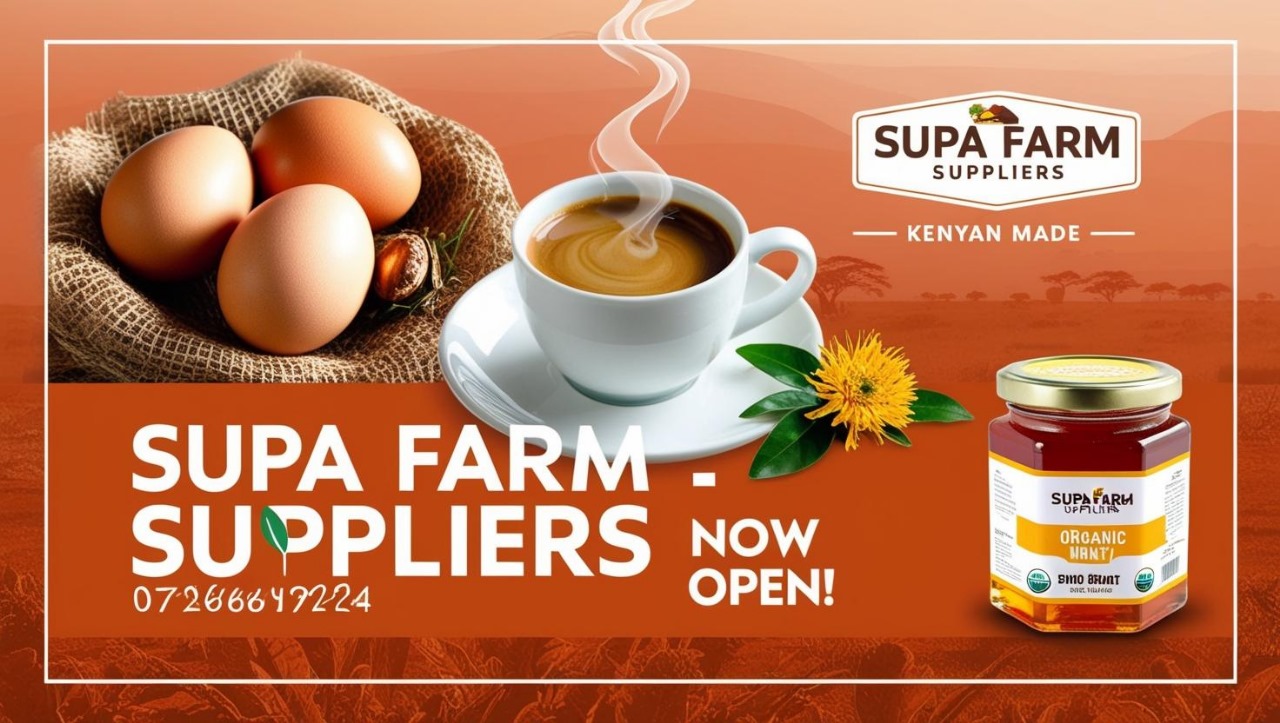 SUPA FARM
SUPPLIERS
KENYAN MADE
SUPA FARM -
SUPPLIERS
NOW
OPEN!
SUPA FARM
ORGANIC